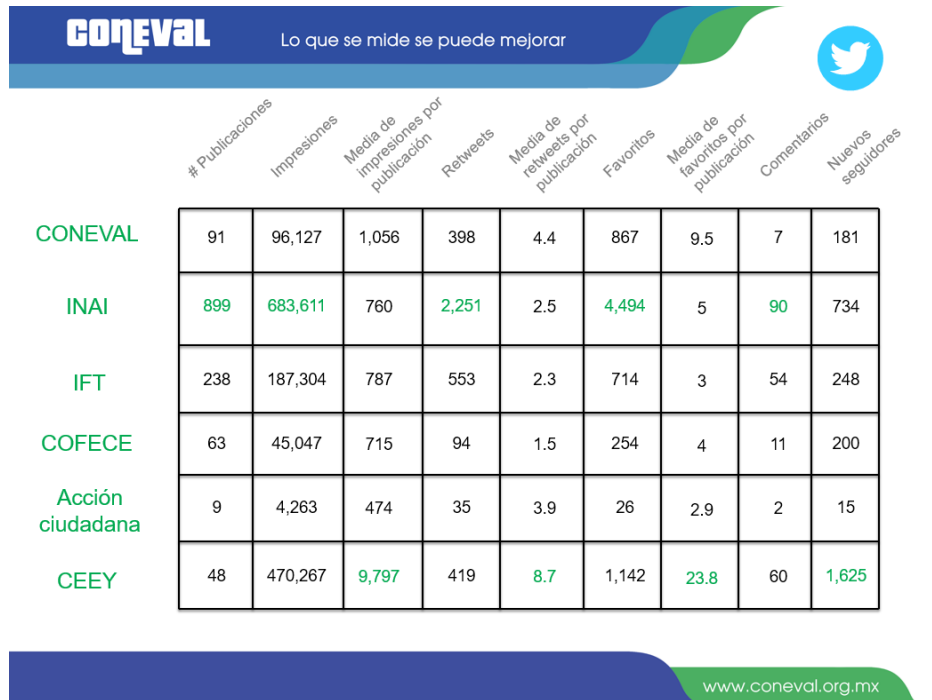 CONEVAL
Lo que se mide se puede mejorar
# Publicaciones
Impresiones
Media de
impresiones por
publicación
Retweets
Media de
retweets por
publicación
Favoritos
Media de
favoritos por
publicación
Comentarios
Nuevos
seguidores
CONEVAL 91 96,127 1,056 398 4.4 867 9.5 7 181
INAI 899 683,611 760 2,251 2.5 4,494 5 90 734
IFT 238 187,304 787 553 2.3 714 3 54 248
COFECE 63 45,047 715 94 1.5 254 4 11 200
Acción
ciudadana 9 4,263 474 35 3.9 26 2.9 2 15
CEEY 48 470,267 9,797 419 8.7 1,142 23.8 60 1,625
www.coneval.org.mx